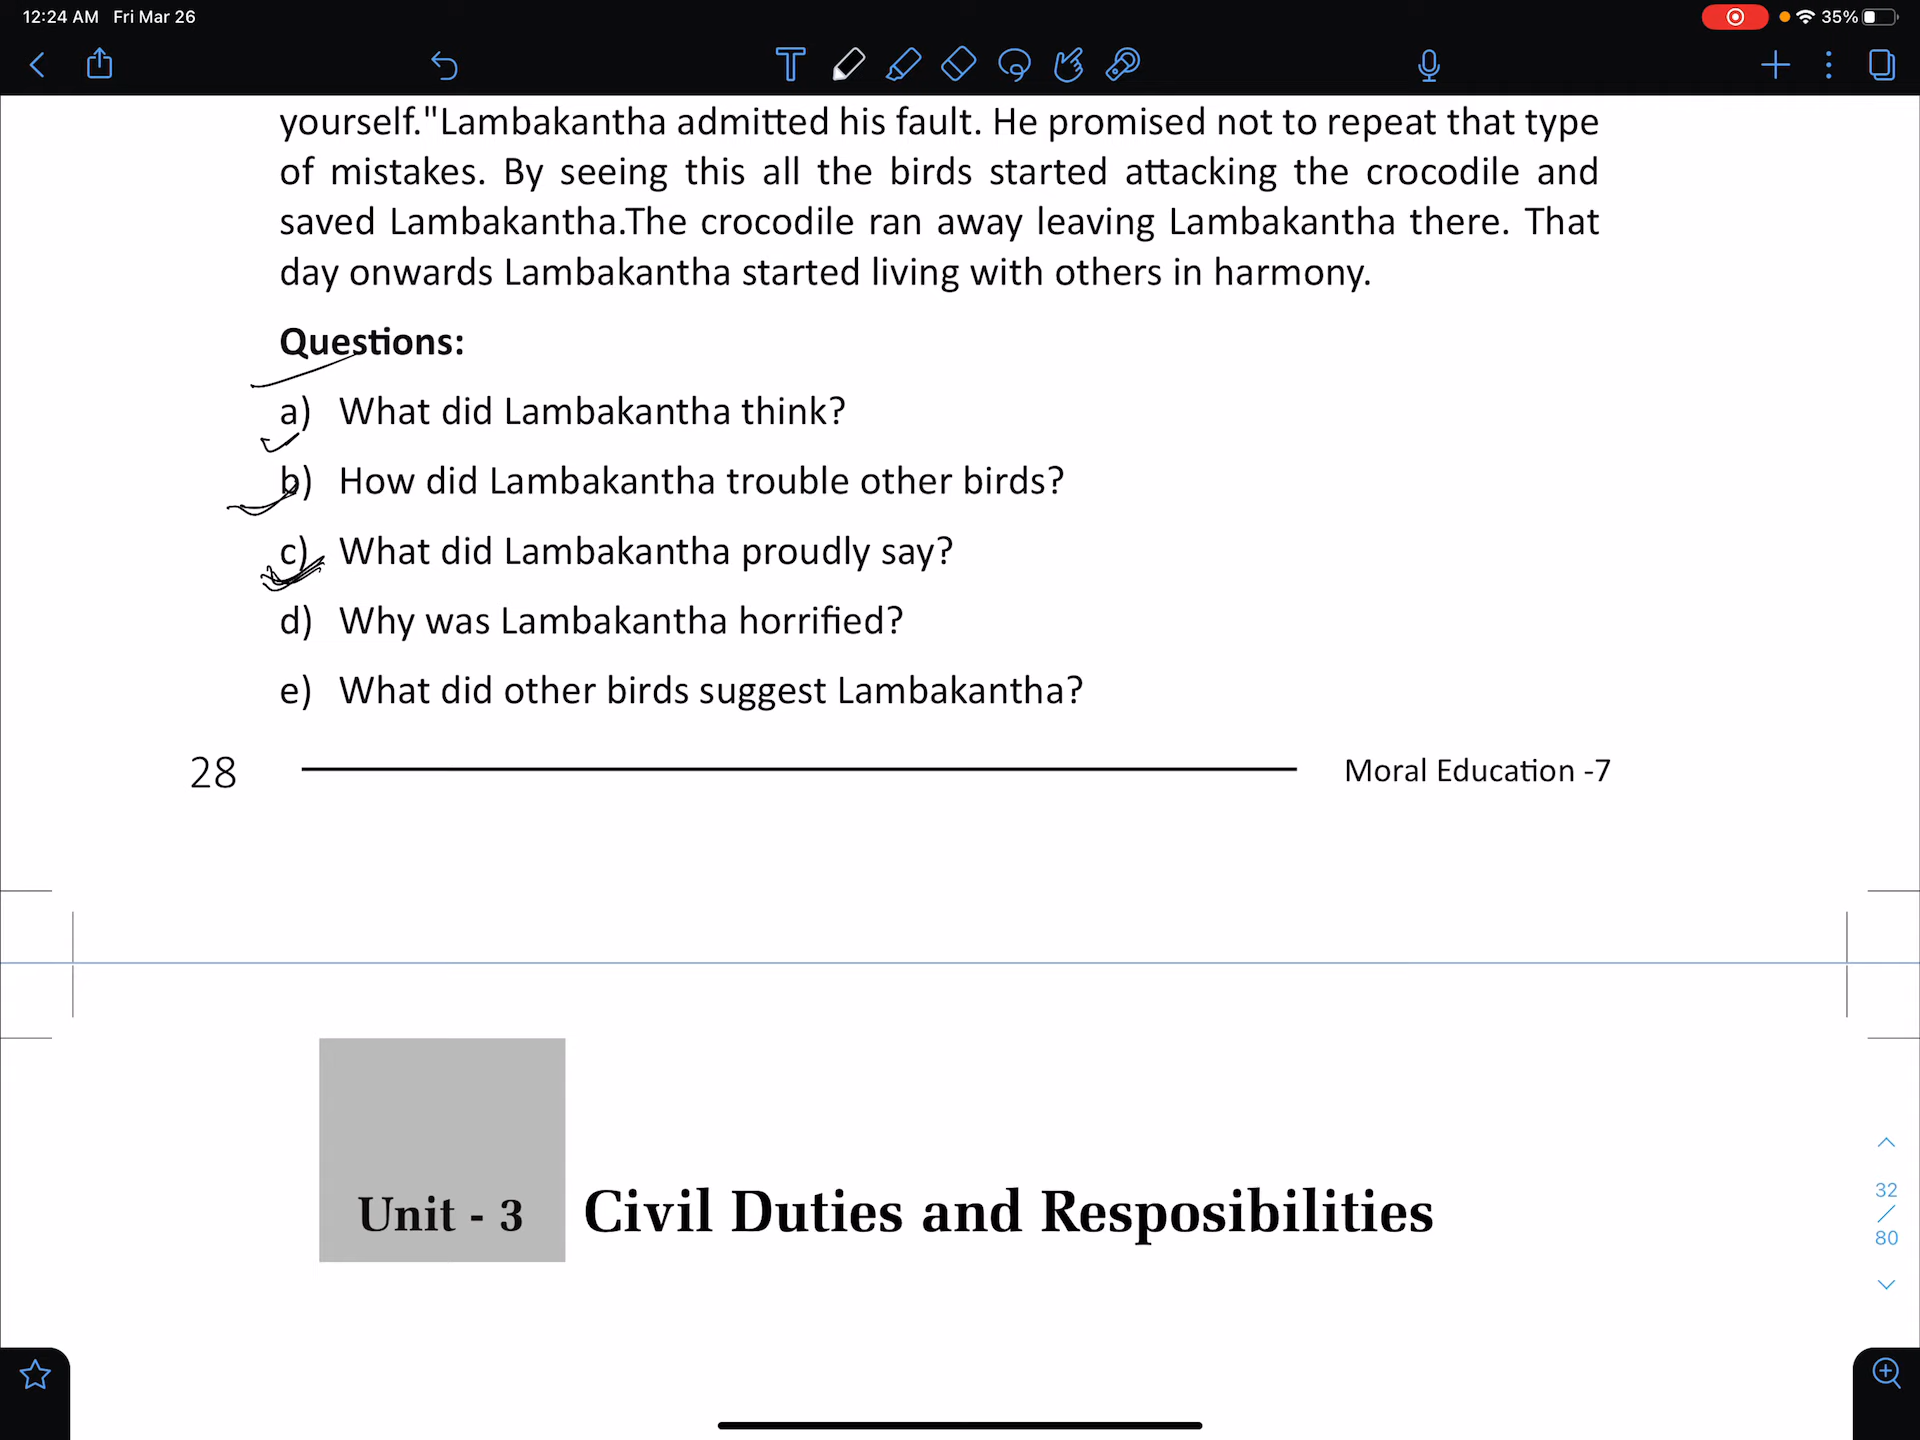 12:24 AM Fri Mar 26
35%
yourself."Lambakantha admitted his fault. He promised not to repeat that type
of mistakes. By seeing this all the birds started attacking the crocodile and
saved Lambakantha.The crocodile ran away leaving Lambakantha there. That
day onwards Lambakantha started living with others in harmony.
Questions:
a) What did Lambakantha think?
b) How did Lambakantha trouble other birds?
c) What did Lambakantha proudly say?
d) Why was Lambakantha horrified?
e) What did other birds suggest Lambakantha?
28 Moral Education -7
Unit - 3 Civil Duties and Resposibilities
32
/
80